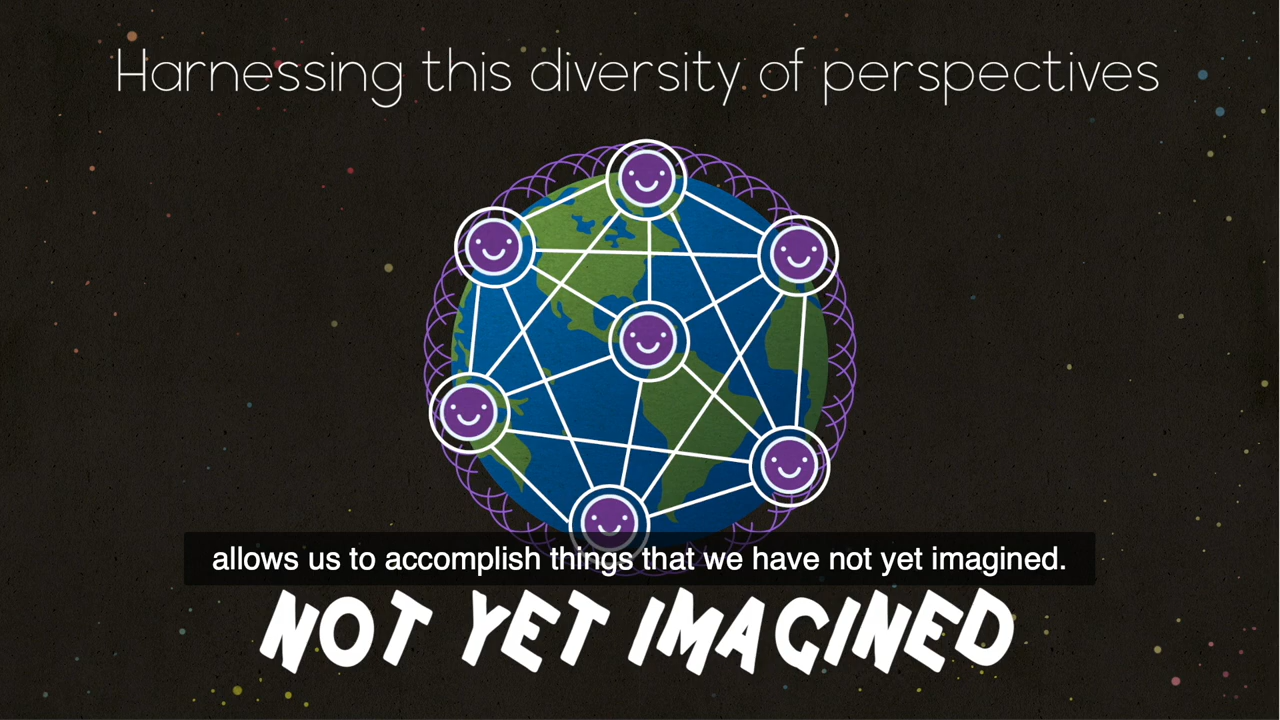 Harnessing this diversity of perspectives
allows us to accomplish things that we have not yet imagined.
NOT YET IMAGINED